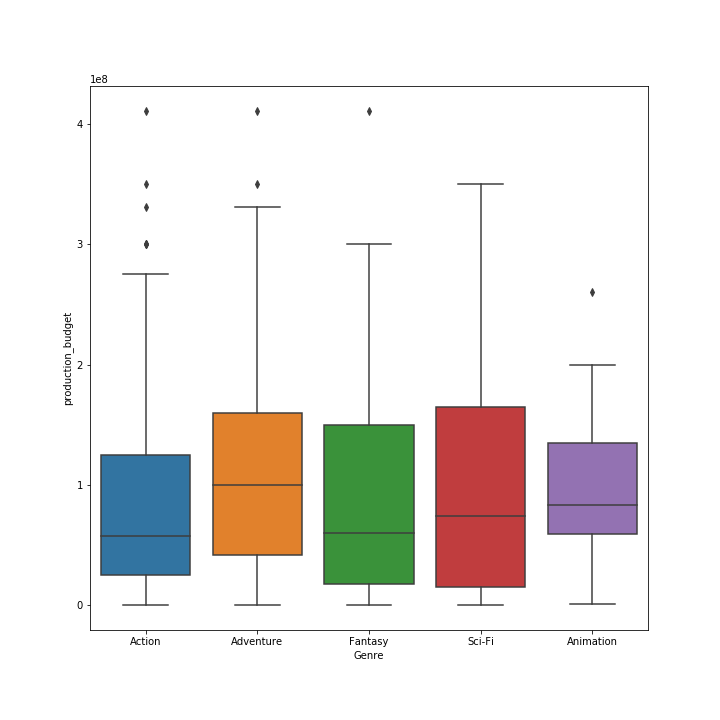 1e8
4
3
2
1
0
production_budget
Action Adventure Fantasy Sci-Fi Animation
Genre